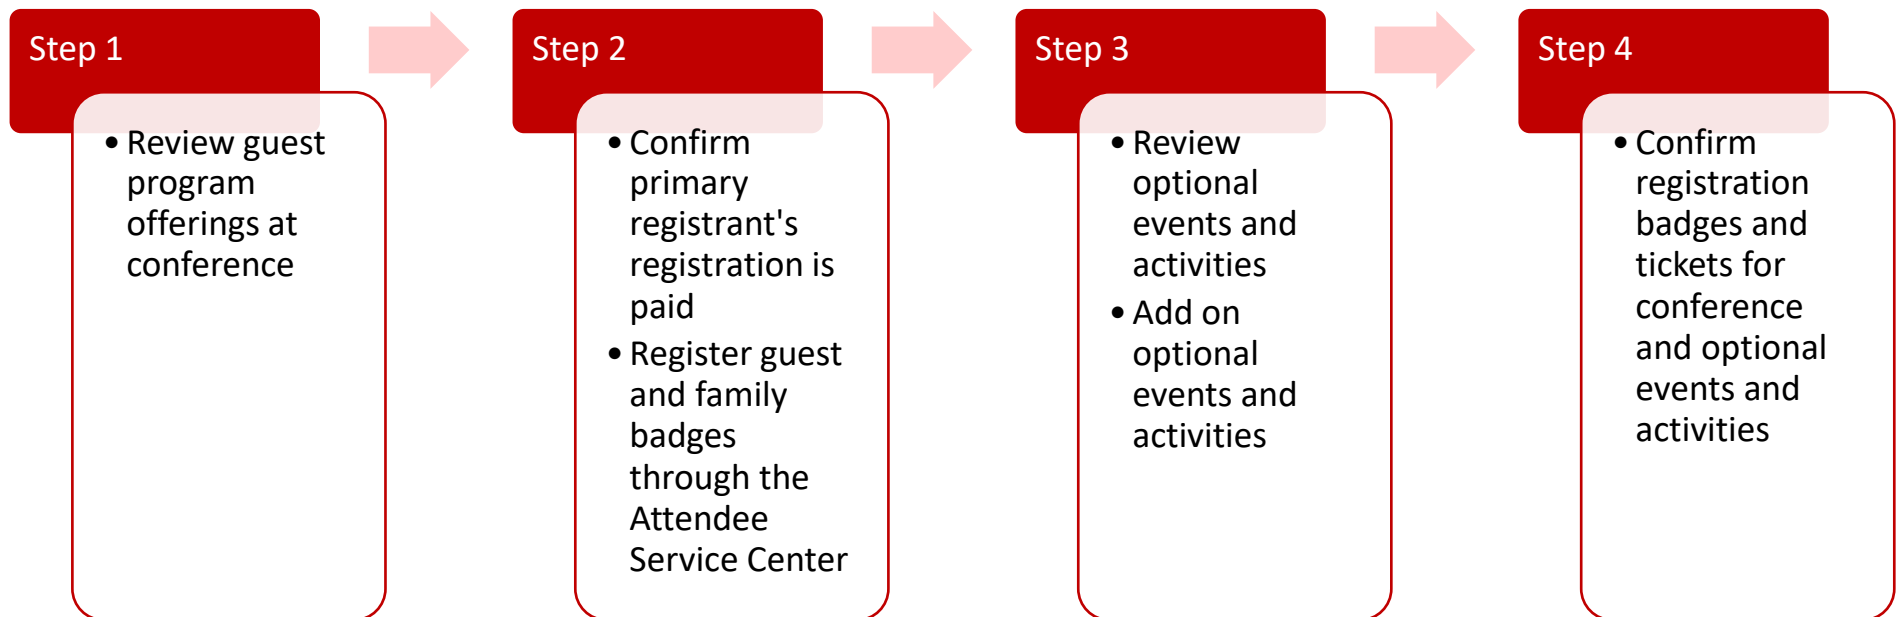 Step 1
• Review guest
program
offerings at
conference
Step 2
• Confirm
primary
registrant's
registration is
paid
• Register guest
and family
badges
through the
Attendee
Service Center
Step 3
• Review
optional
events and
activities
• Add on
optional
events and
activities
Step 4
• Confirm
registration
badges and
tickets for
conference
and optional
events and
activities